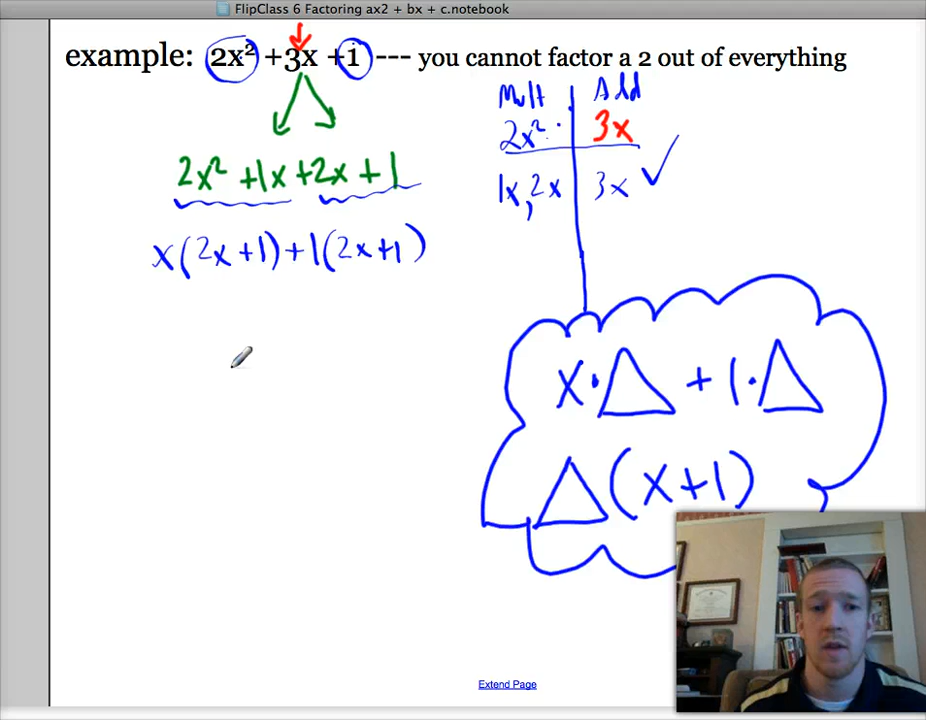 FlipClass 6 Factoring ax2 + bx + c.notebook
example: 2x² +3x +1 --- you cannot factor a 2 out of everything
Mult Add
2x² 3x
1x, 2x 3x ✓
2x² +1x +2x +1
x(2x+1)+1(2x+1)
x·△ + 1·△
△(x+1)
Extend Page